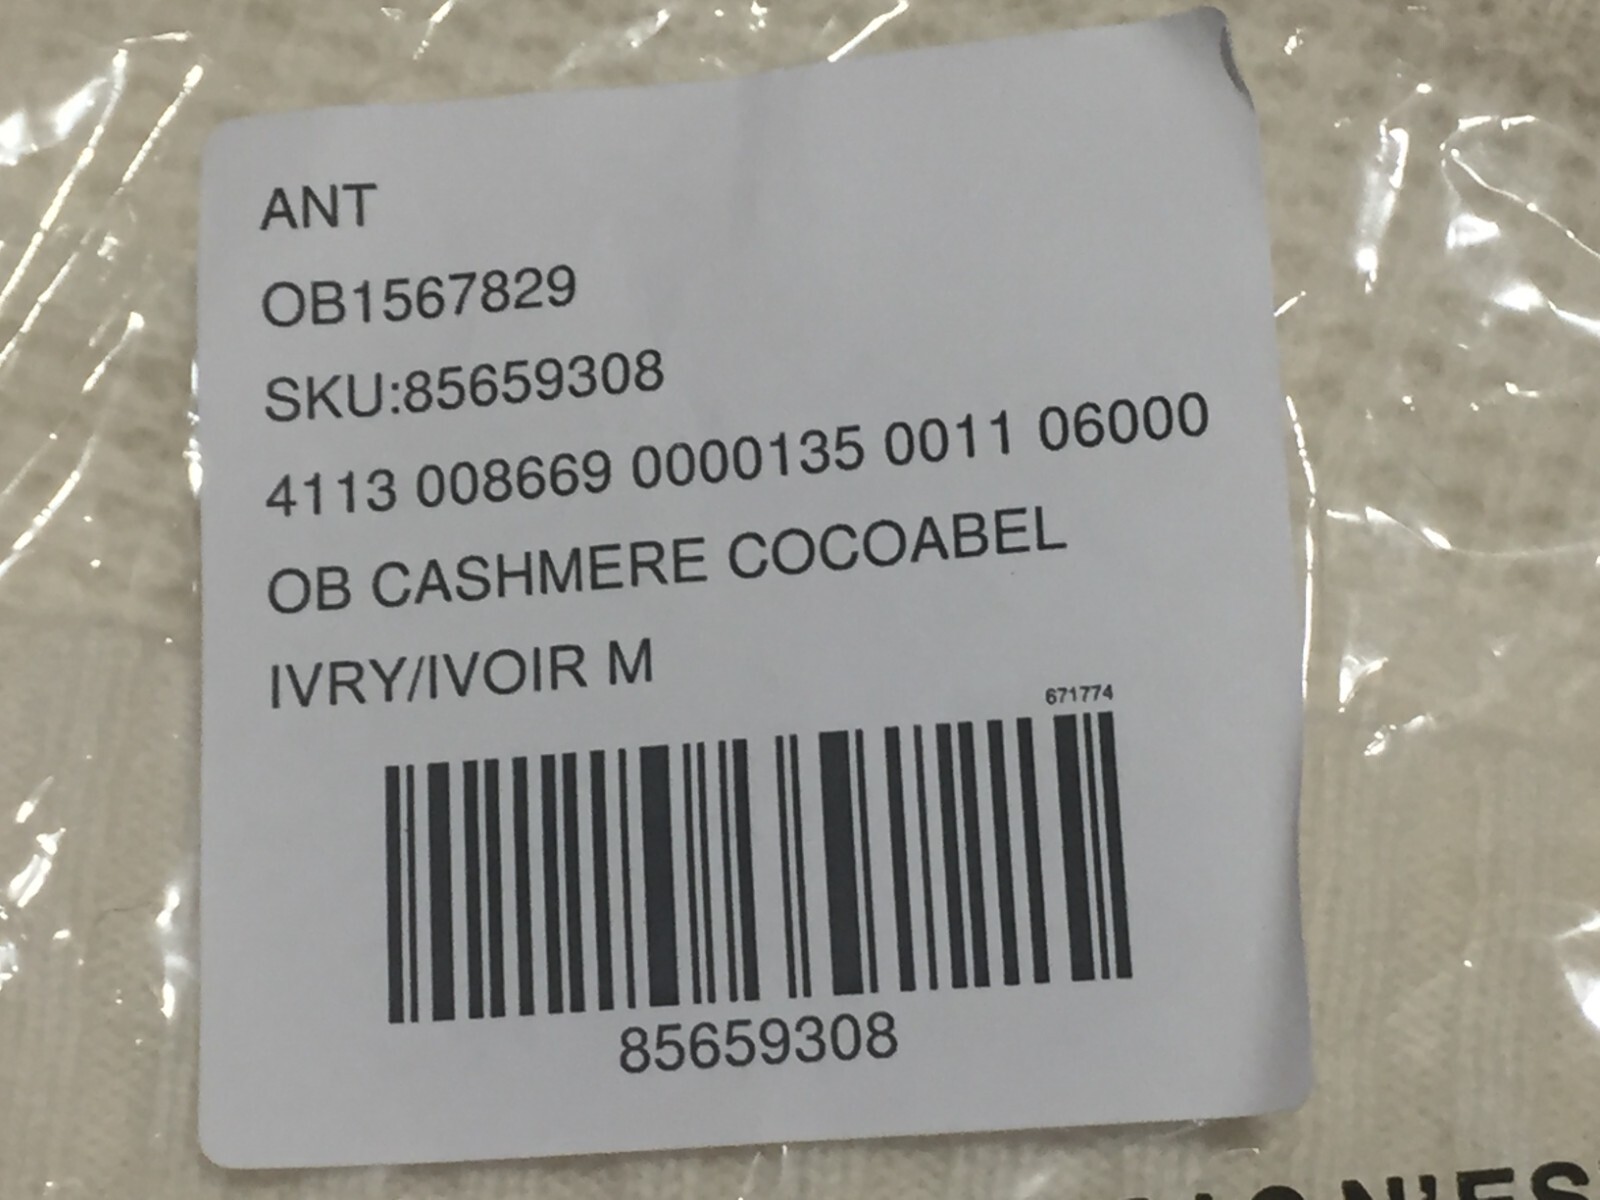 ANT
OB1567829
SKU:85659308
4113 008669 0000135 0011 06000
OB CASHMERE COCOABEL
IVRY/IVOIR M
671774
85659308